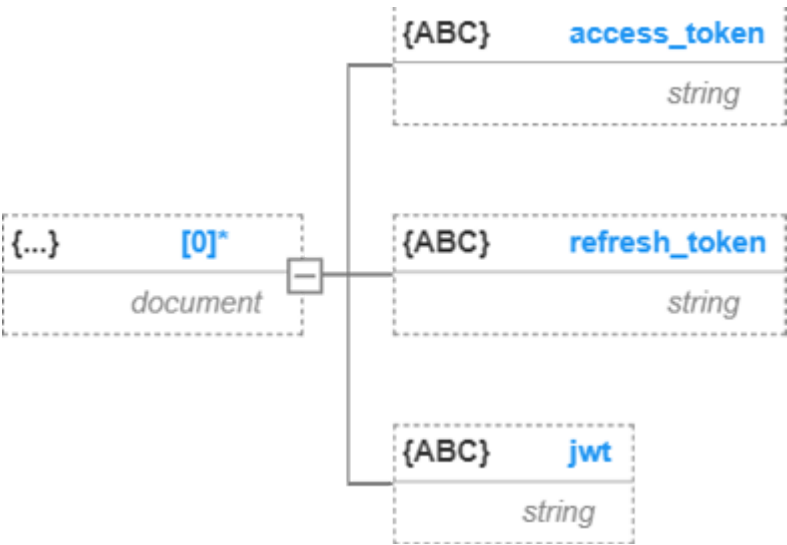 {ABC} access_token
string
{...} [0]*
document
{ABC} refresh_token
string
{ABC} jwt
string